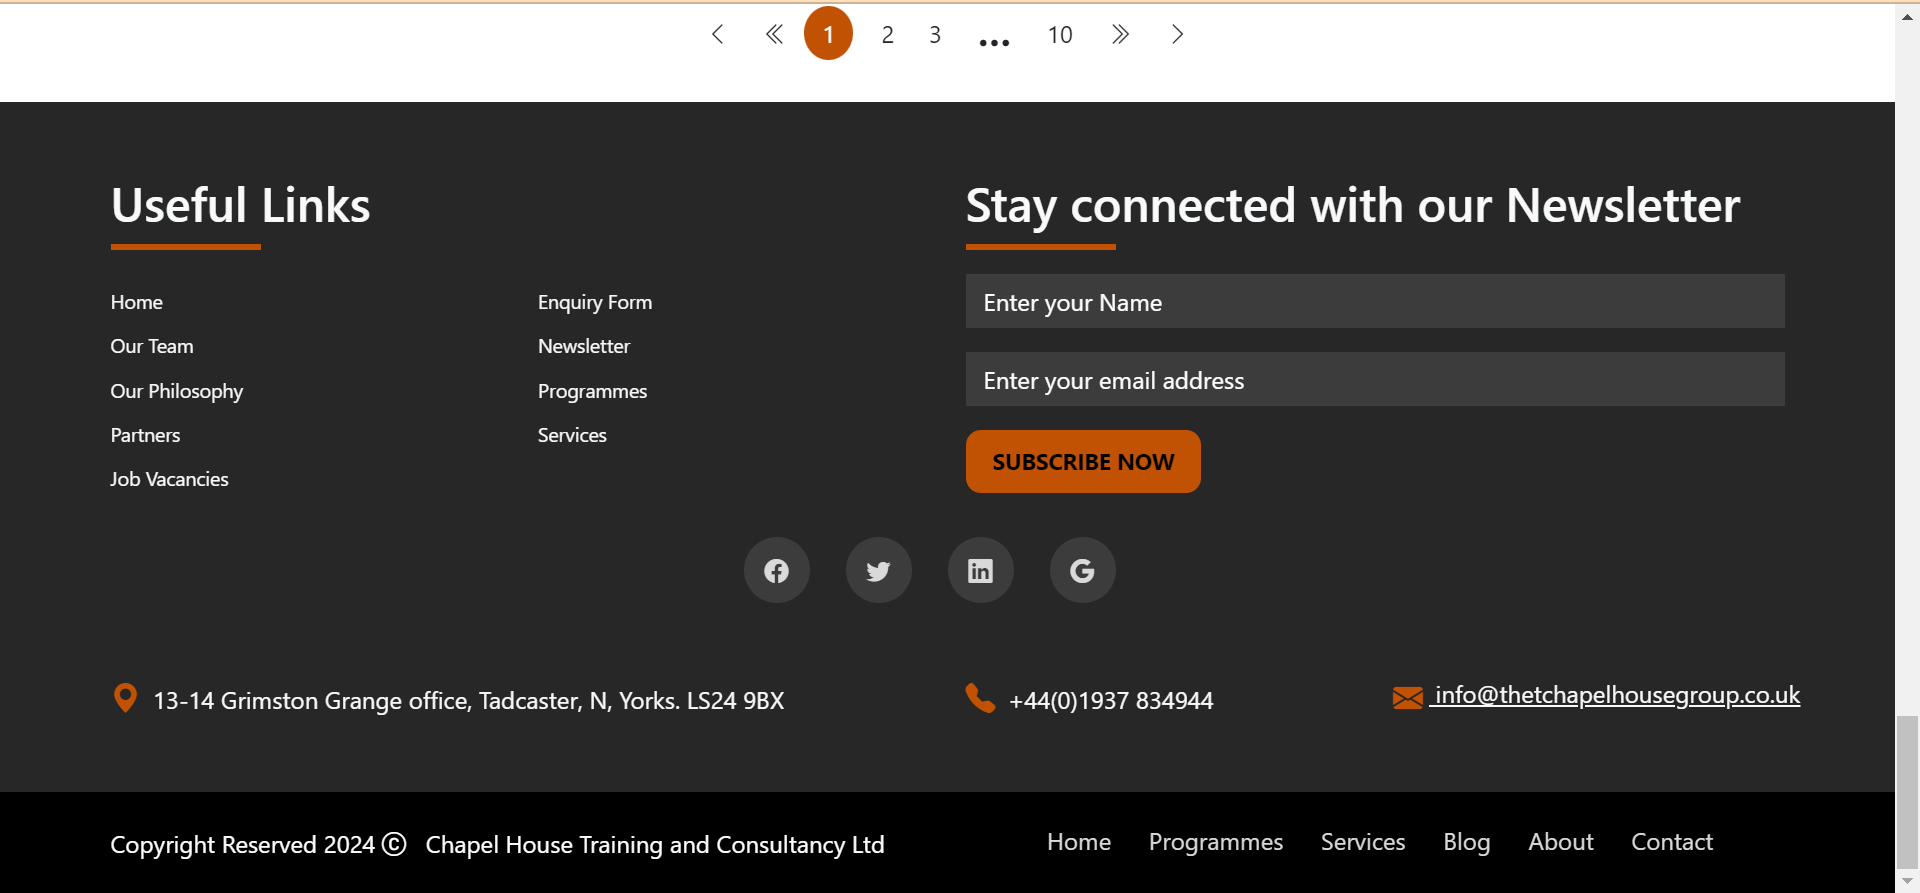 1 2 3 ... 10
Useful Links
Home
Our Team
Our Philosophy
Partners
Job Vacancies
Enquiry Form
Newsletter
Programmes
Services
Stay connected with our Newsletter
Enter your Name
Enter your email address
SUBSCRIBE NOW
13-14 Grimston Grange office, Tadcaster, N, Yorks. LS24 9BX
+44(0)1937 834944
info@thetchapelhousegroup.co.uk
Copyright Reserved 2024 © Chapel House Training and Consultancy Ltd
Home Programmes Services Blog About Contact